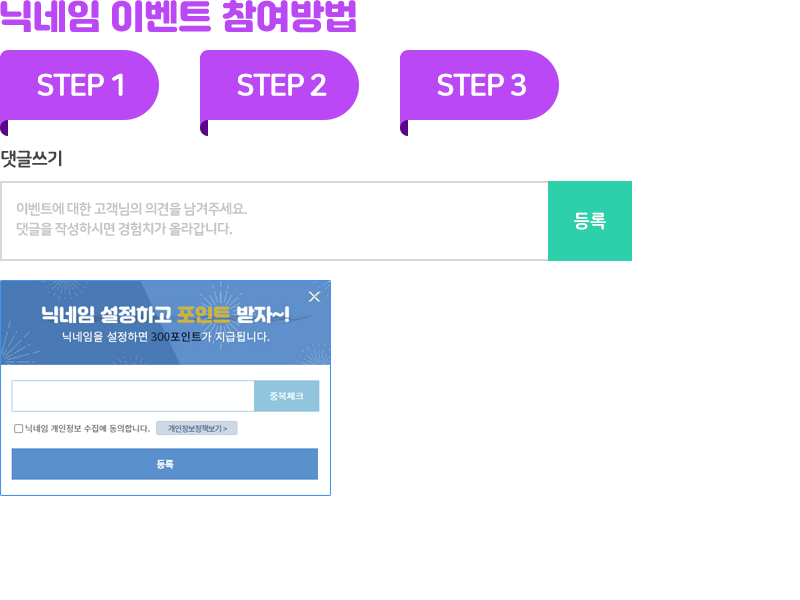 닉네임 이벤트 참여방법
STEP 1
STEP 2
STEP 3
댓글쓰기
이벤트에 대한 고객님의 의견을 남겨주세요.
댓글을 작성하시면 경험치가 올라갑니다.
등록
닉네임 설정하고 포인트 받자~!
닉네임을 설정하면 300포인트가 지급됩니다.
중복체크
닉네임 개인정보 수집에 동의합니다.
개인정보정책보기 >
등록